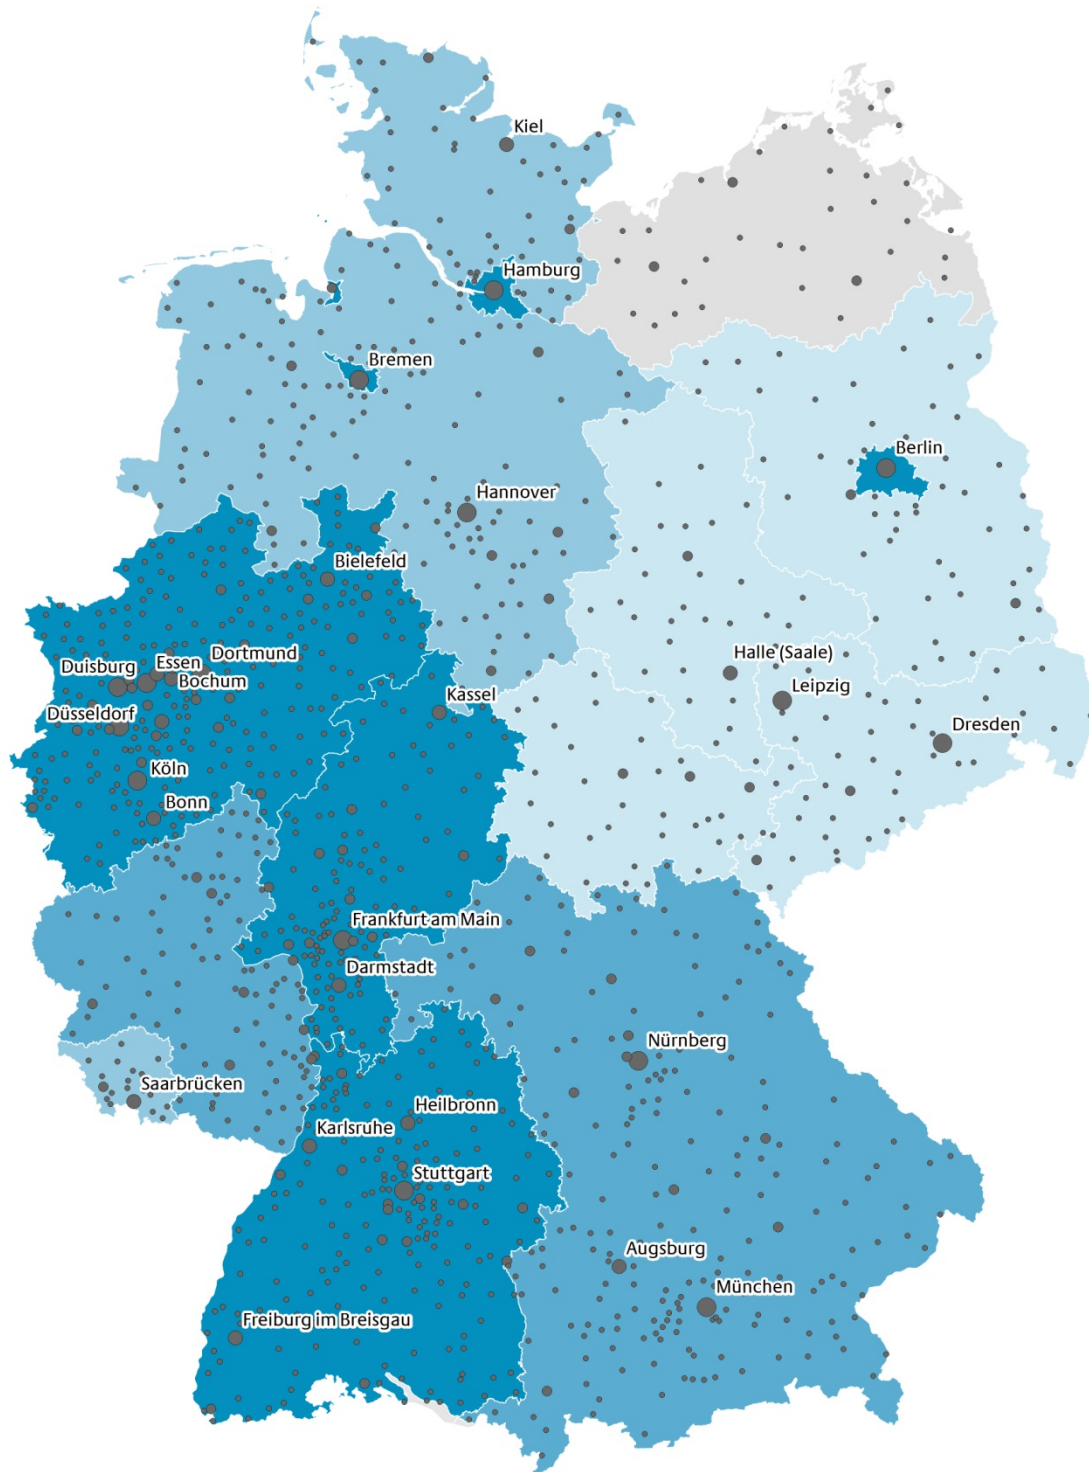 Kiel
Hamburg
Bremen
Berlin
Hannover
Bielefeld
Dortmund
Essen
Duisburg
Bochum
Halle (Saale)
Leipzig
Kassel
Düsseldorf
Dresden
Köln
Bonn
Frankfurt am Main
Darmstadt
Nürnberg
Saarbrücken
Heilbronn
Karlsruhe
Stuttgart
Augsburg
München
Freiburg im Breisgau